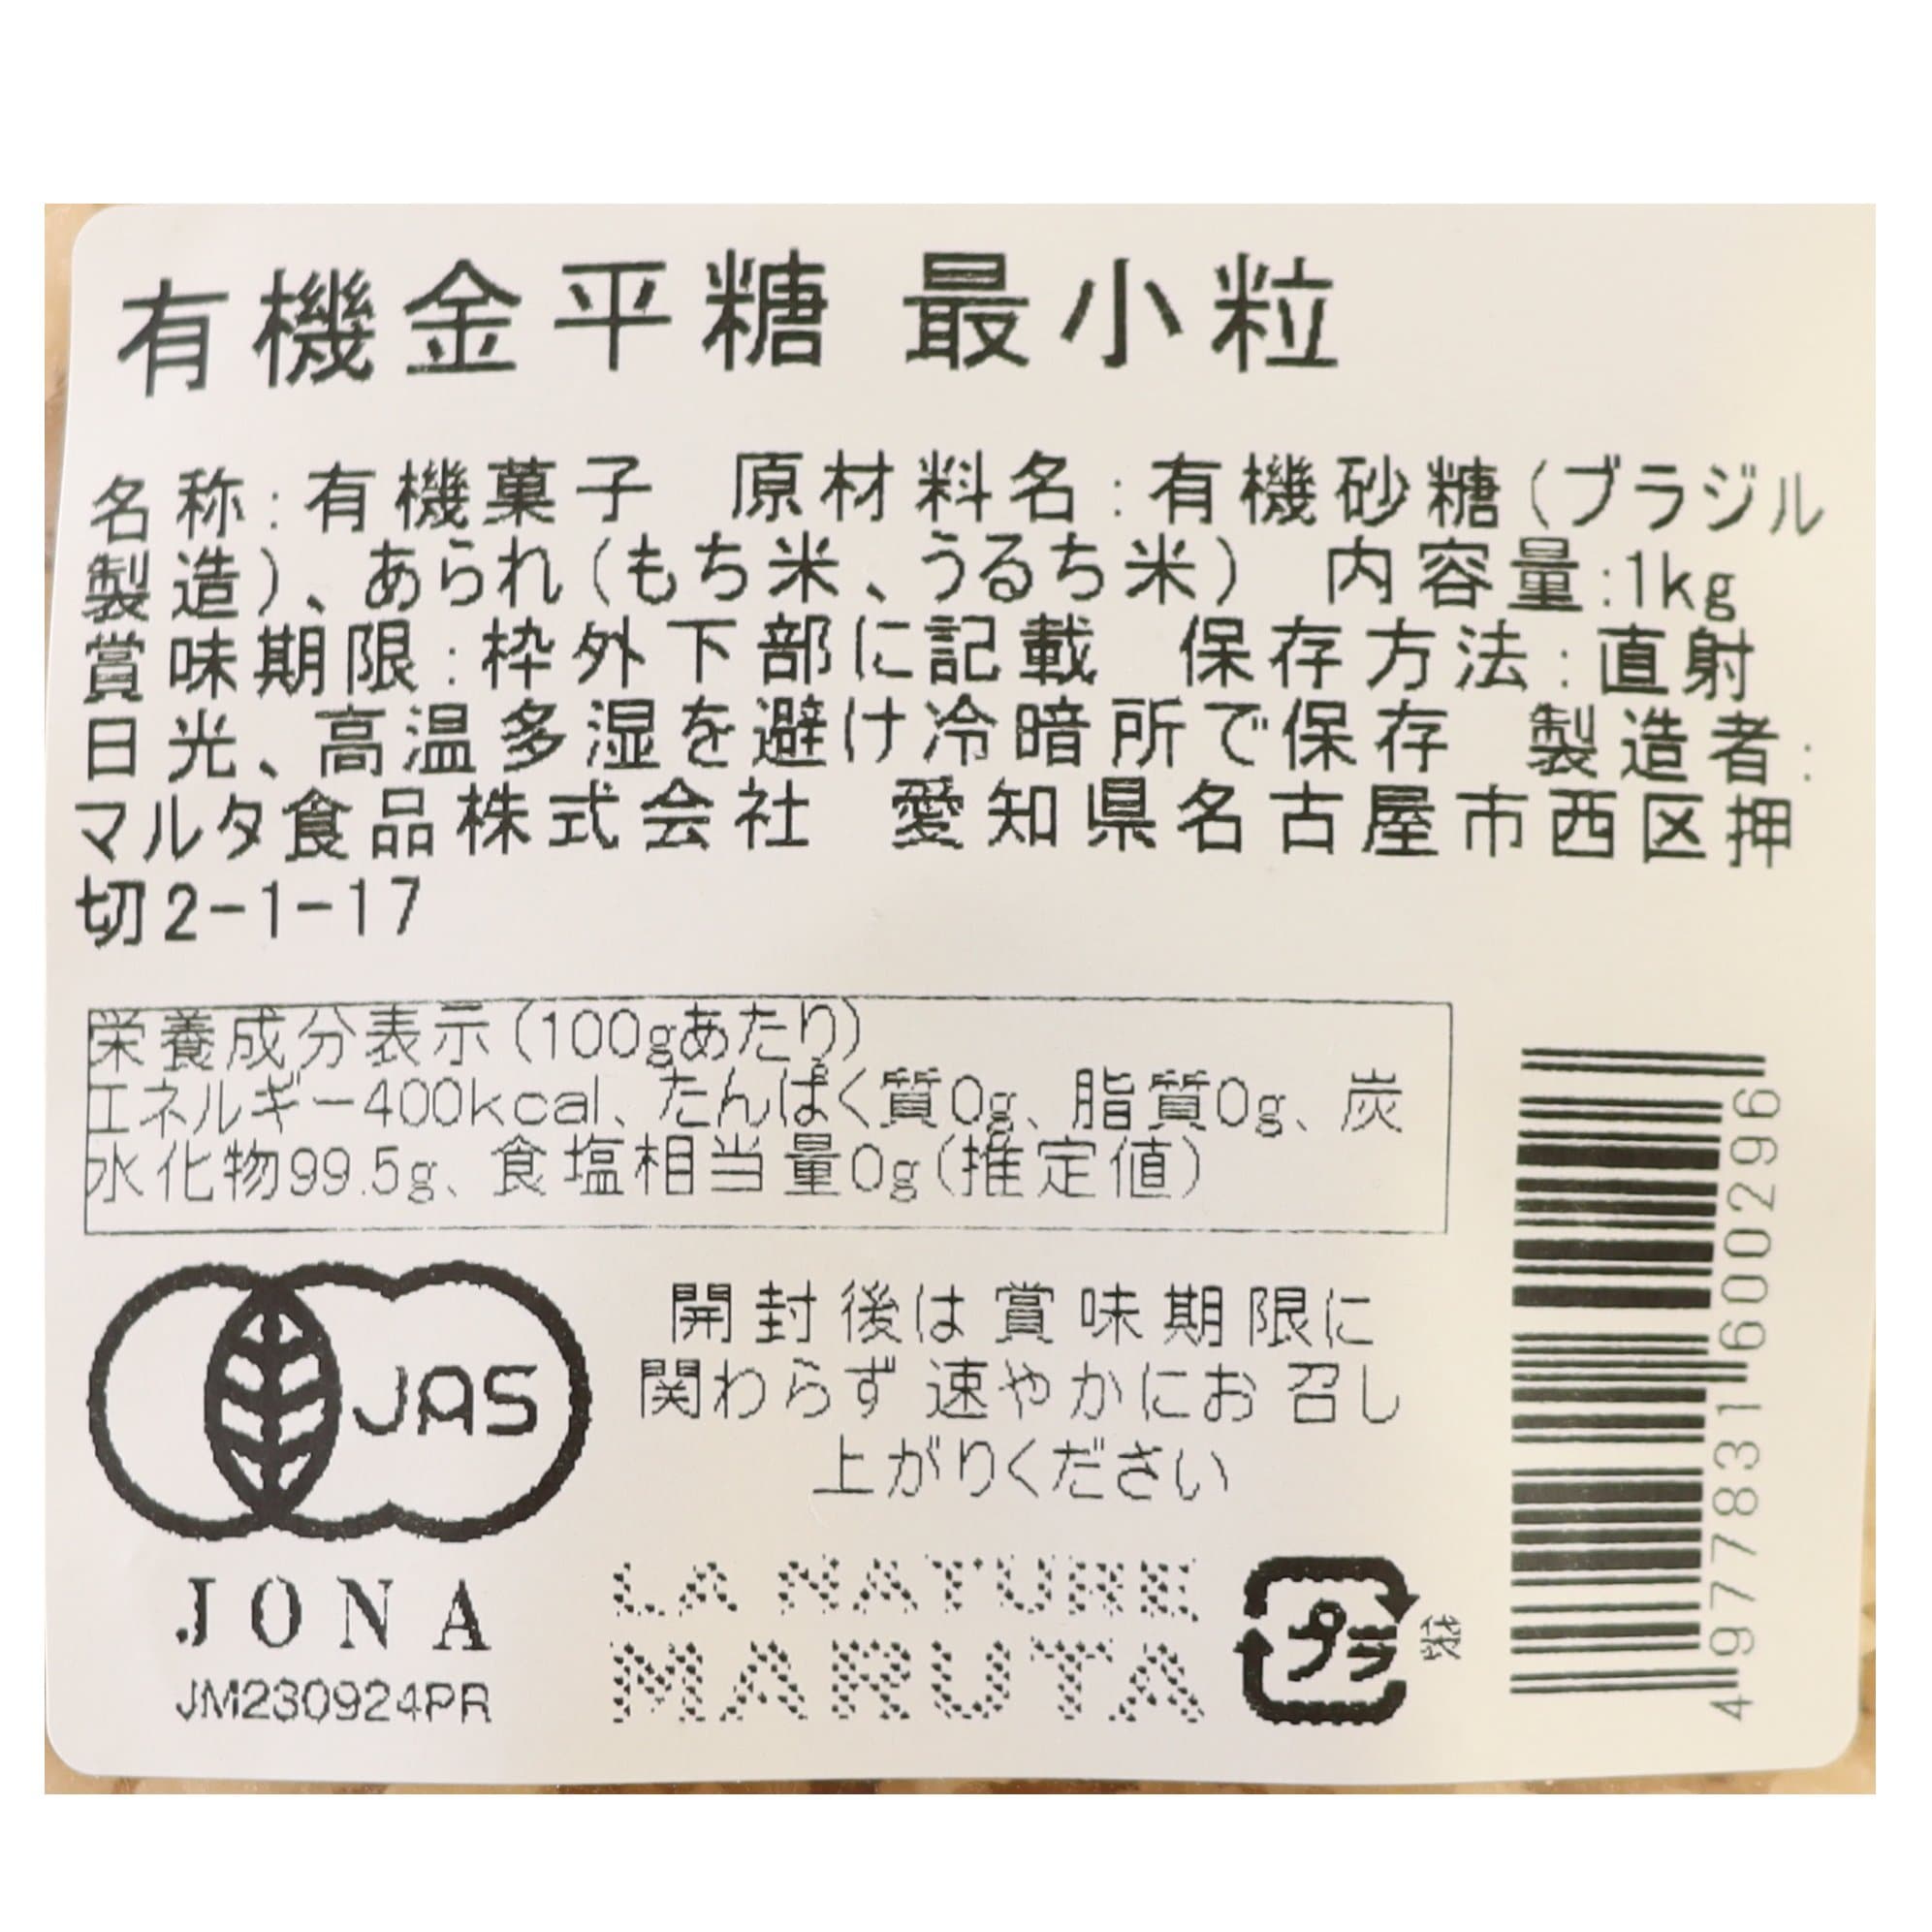 有機金平糖 最小粒
名称:有機菓子 原材料名:有機砂糖(ブラジル
製造)、あられ(もち米、うるち米) 内容量:1kg
賞味期限:枠外下部に記載 保存方法:直射
日光、高温多湿を避け冷暗所で保存 製造者:
マルタ食品株式会社 愛知県名古屋市西区押
切2-1-17
栄養成分表示(100gあたり)
エネルギー400kcal、たんぱく質0g、脂質0g、炭
水化物99.5g、食塩相当量0g(推定値)
JAS
JONA
JM230924PR
開封後は賞味期限に
関わらず速やかにお召し
上がりください
LA NATURE
MARUTA
プラ
袋
4977831600296